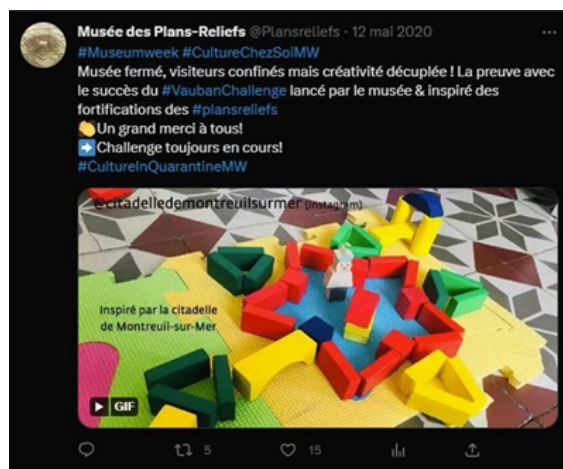 Musée des Plans-Reliefs @Plansreliefs · 12 mai 2020
#Museumweek #CultureChezSoiMW
Musée fermé, visiteurs confinés mais créativité décuplée ! La preuve avec
le succès du #VaubanChallenge lancé par le musée & inspiré des
fortifications des #plansreliefs
👏Un grand merci à tous!
➡️Challenge toujours en cours!
#CultureInQuarantineMW
@citadelledemontreuilsurmer (instagram)
Inspiré par la citadelle
de Montreuil-sur-Mer
GIF
5 15